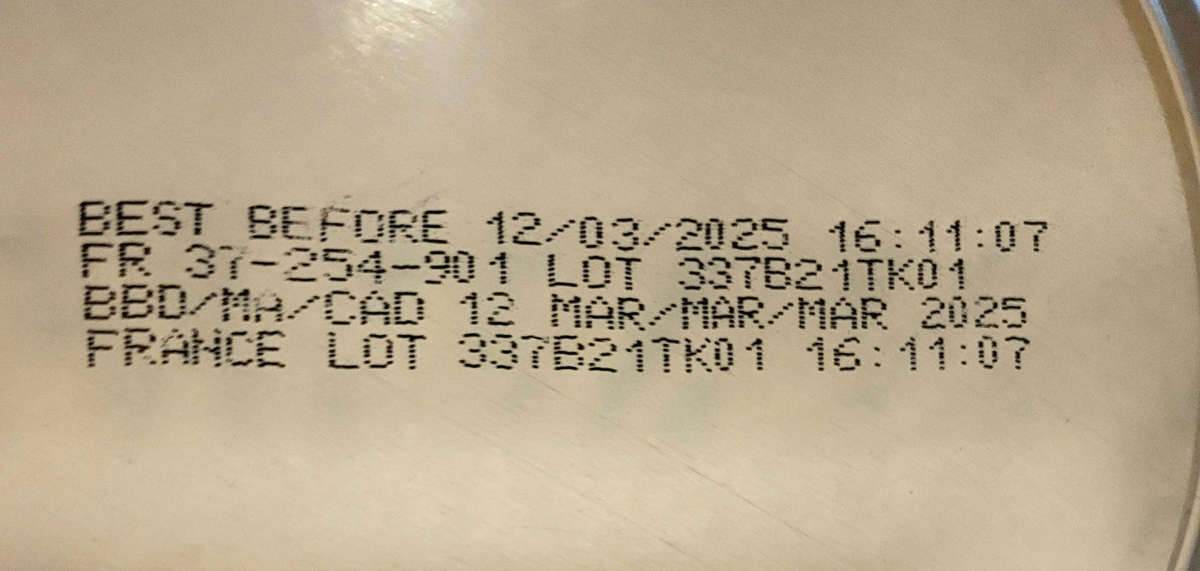 BEST BEFORE 12/03/2025 16:11:07
FR 37-254-901 LOT 337B21TK01
BBD/MA/CAD 12 MAR/MAR/MAR 2025
FRANCE LOT 337B21TK01 16:11:07